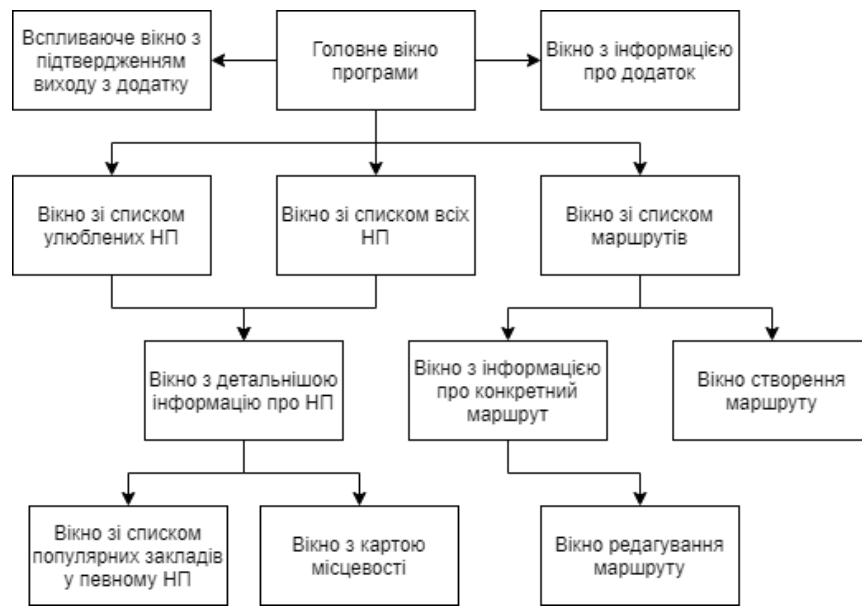 Вспливаюче вікно з
підтвердженням
виходу з додатку
Головне вікно
програми
Вікно з інформацією
про додаток
Вікно зі списком
улюблених НП
Вікно зі списком всіх
НП
Вікно зі списком
маршрутів
Вікно з детальнішою
інформацію про НП
Вікно з інформацією
про конкретний
маршрут
Вікно створення
маршруту
Вікно зі списком
популярних закладів
у певному НП
Вікно з картою
місцевості
Вікно редагування
маршруту